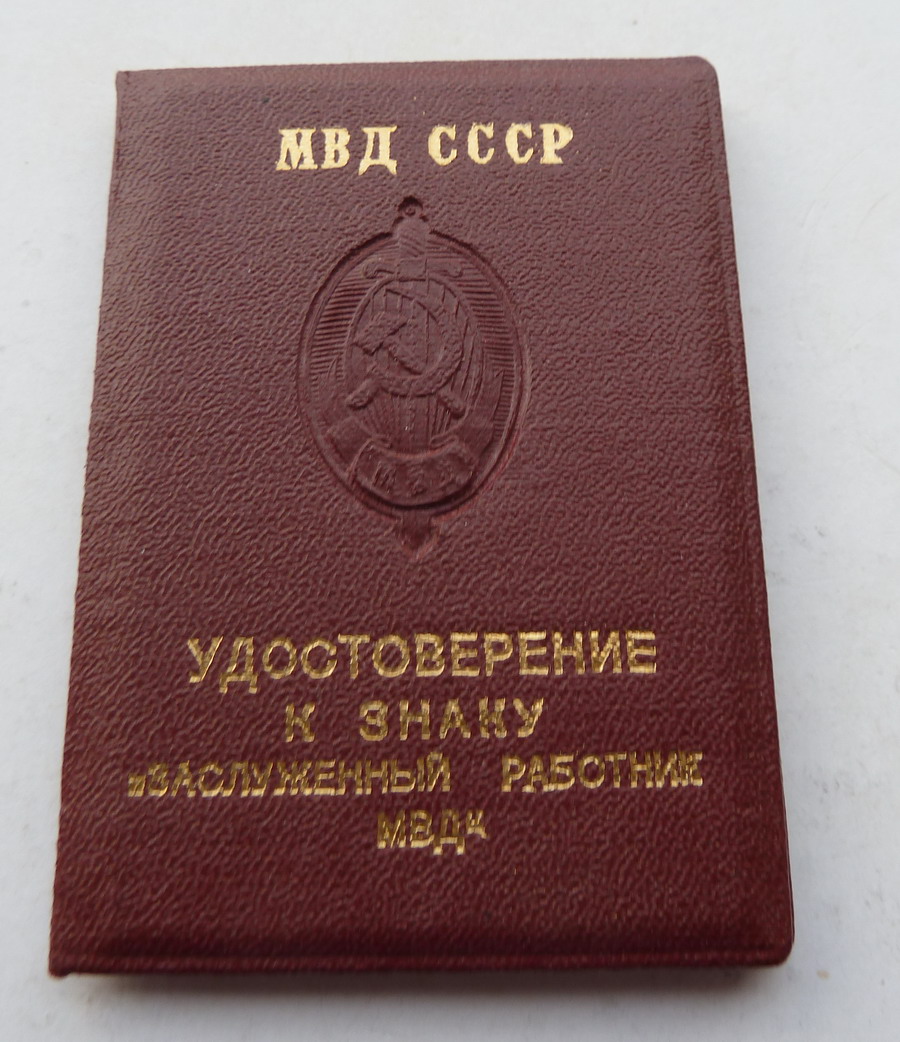 МВД СССР
УДОСТОВЕРЕНИЕ
К ЗНАКУ
„ЗАСЛУЖЕННЫЙ РАБОТНИК
МВД“